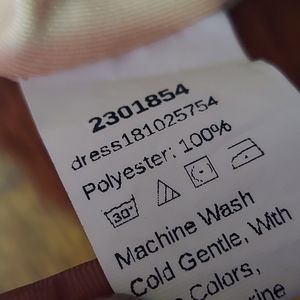 2301854
dress181025754
Polyester: 100%
30°
Machine Wash
Cold Gentle, With
Colors,